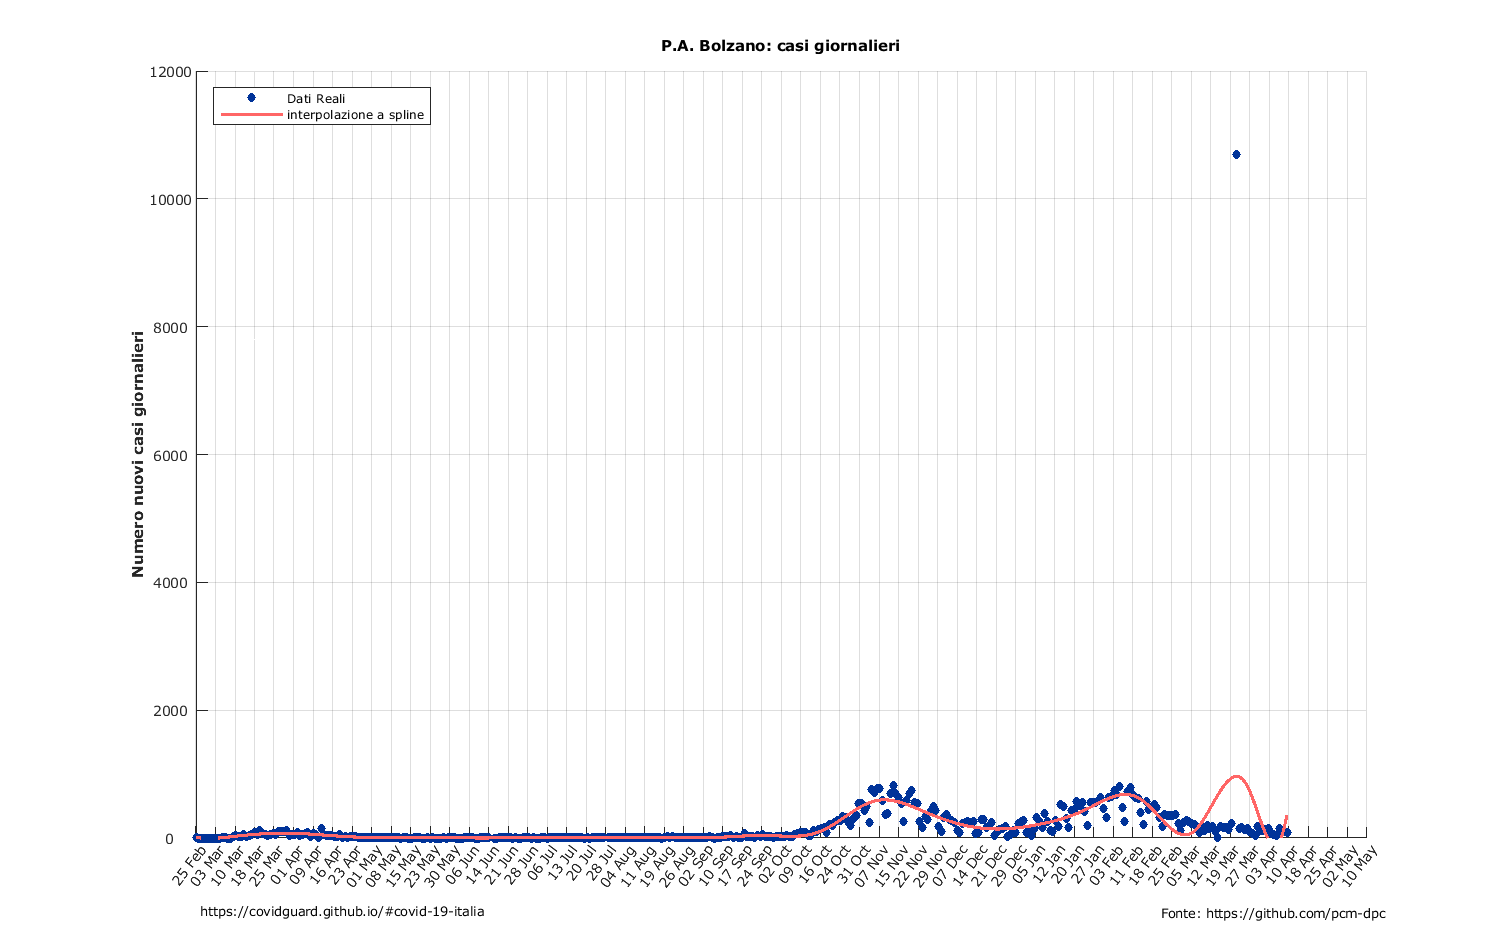 P.A. Bolzano: casi giornalieri
12000
10000
8000
6000
4000
2000
0
Numero nuovi casi giornalieri
Dati Reali
interpolazione a spline
25 Feb
03 Mar
10 Mar
18 Mar
25 Mar
01 Apr
09 Apr
16 Apr
23 Apr
01 May
08 May
15 May
23 May
30 May
06 Jun
14 Jun
21 Jun
28 Jun
06 Jul
13 Jul
20 Jul
28 Jul
04 Aug
11 Aug
19 Aug
26 Aug
02 Sep
10 Sep
17 Sep
24 Sep
02 Oct
09 Oct
16 Oct
24 Oct
31 Oct
07 Nov
15 Nov
22 Nov
29 Nov
07 Dec
14 Dec
21 Dec
29 Dec
05 Jan
12 Jan
20 Jan
27 Jan
03 Feb
11 Feb
18 Feb
25 Feb
05 Mar
12 Mar
19 Mar
27 Mar
03 Apr
10 Apr
18 Apr
25 Apr
02 May
10 May
https://covidguard.github.io/#covid-19-italia
Fonte: https://github.com/pcm-dpc